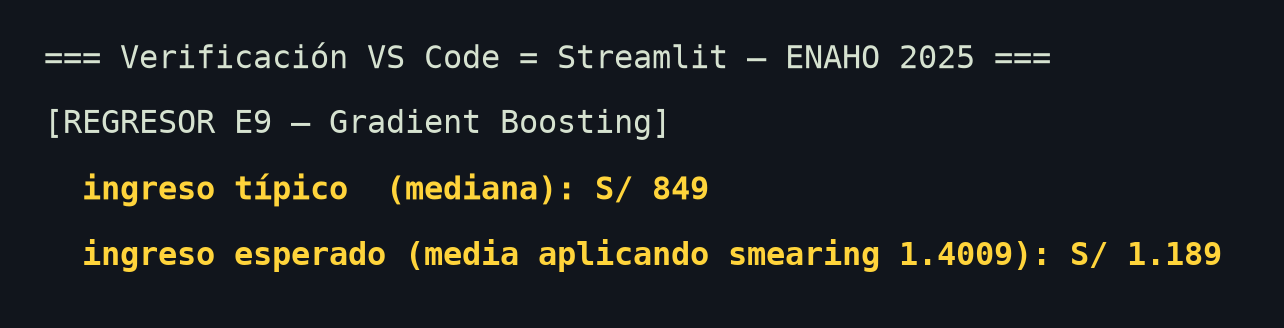 === Verificación VS Code = Streamlit — ENAHO 2025 ===
[REGRESOR E9 — Gradient Boosting]
ingreso típico  (mediana): S/ 849
ingreso esperado (media aplicando smearing 1.4009): S/ 1.189